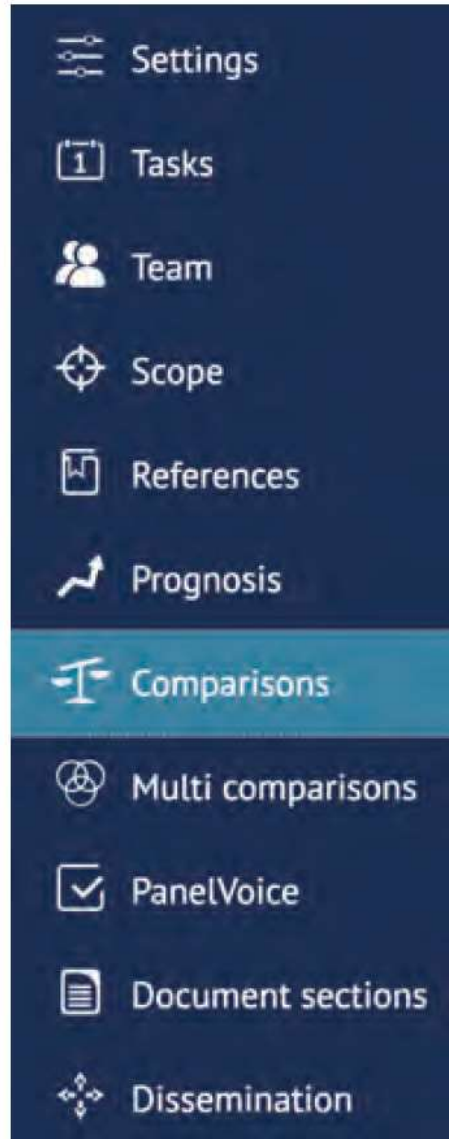 Settings
1
Tasks
Team
Scope
References
Prognosis
Comparisons
Multi comparisons
PanelVoice
Document sections
Dissemination